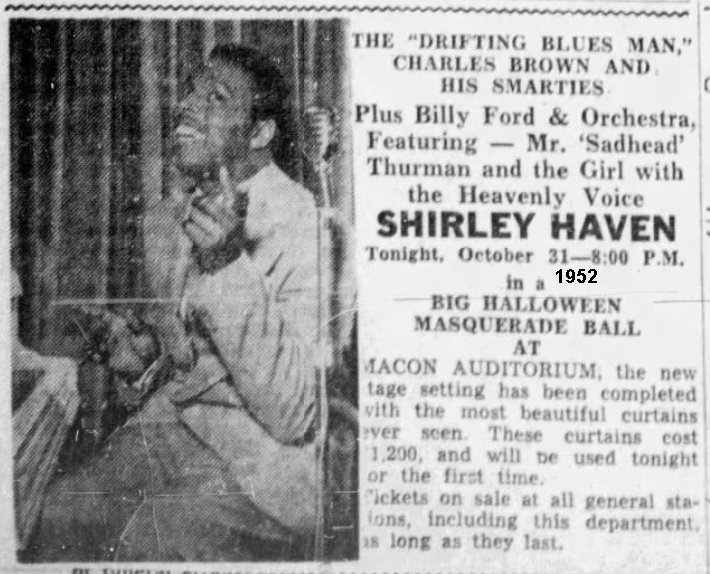 THE "DRIFTING BLUES MAN,"
CHARLES BROWN AND
HIS SMARTIES
Plus Billy Ford & Orchestra,
Featuring — Mr. 'Sadhead'
Thurman and the Girl with
the Heavenly Voice
SHIRLEY HAVEN
Tonight, October 31—8:00 P.M.
in a 1952
BIG HALLOWEEN
MASQUERADE BALL
AT
MACON AUDITORIUM, the new
tage setting has been completed
with the most beautiful curtains
ever seen. These curtains cost
1,200, and will be used tonight
or the first time.
Tickets on sale at all general sta-
ions, including this department,
as long as they last.